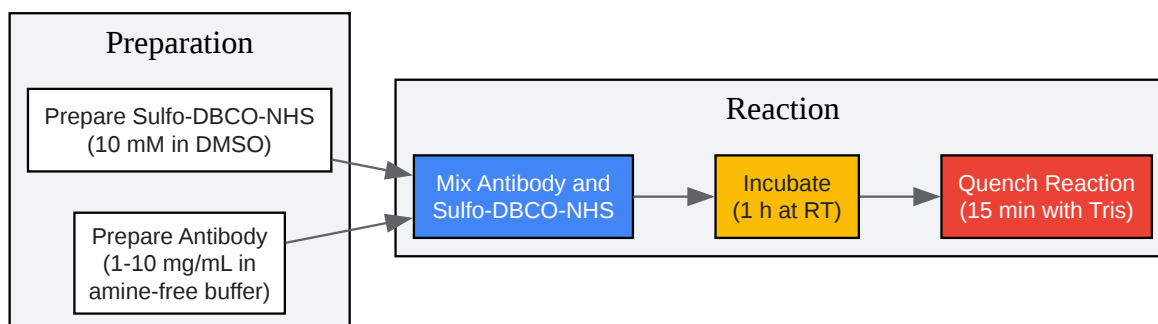 Preparation
Prepare Sulfo-DBCO-NHS
(10 mM in DMSO)
Prepare Antibody
(1-10 mg/mL in
amine-free buffer)
Reaction
Mix Antibody and
Sulfo-DBCO-NHS
Incubate
(1 h at RT)
Quench Reaction
(15 min with Tris)